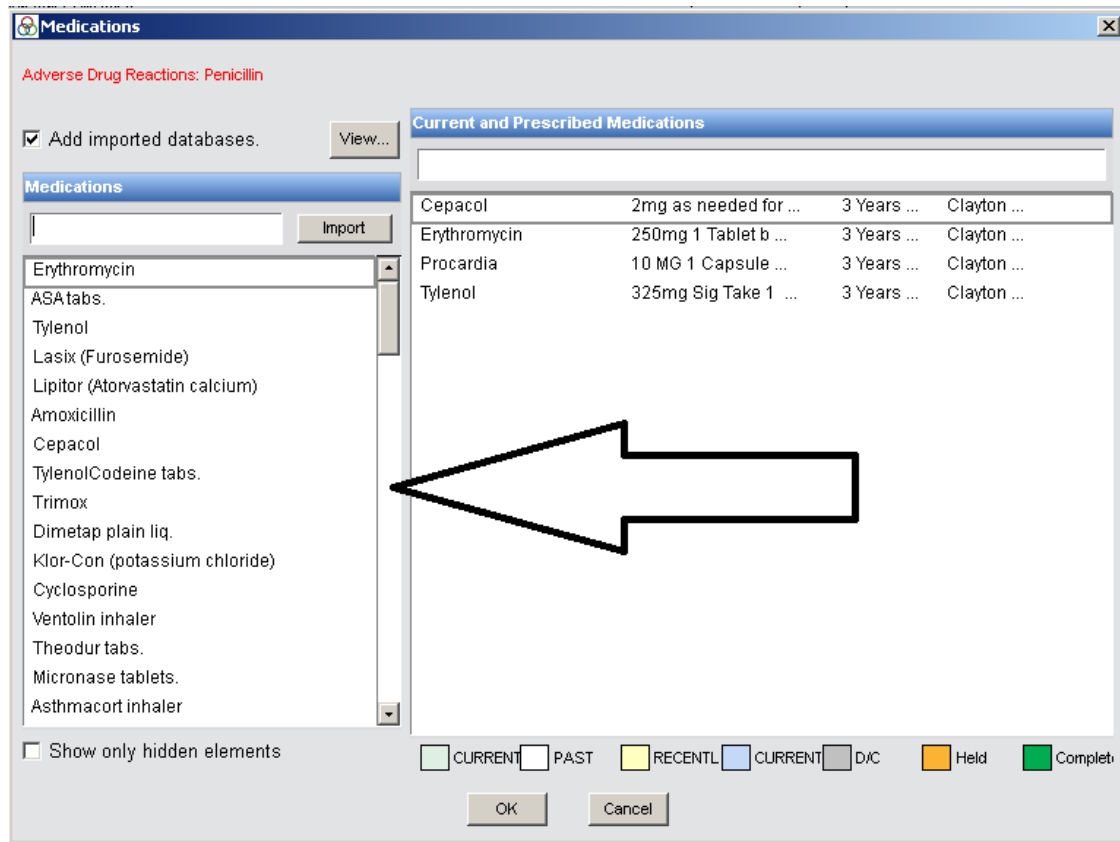 Medications
Adverse Drug Reactions: Penicillin
Add imported databases.
View...
Medications
Import
Erythromycin
ASA tabs.
Tylenol
Lasix (Furosemide)
Lipitor (Atorvastatin calcium)
Amoxicillin
Cepacol
TylenolCodeine tabs.
Trimox
Dimetap plain liq.
Klor-Con (potassium chloride)
Cyclosporine
Ventolin inhaler
Theodur tabs.
Micronase tablets.
Asthmacort inhaler
Show only hidden elements
Current and Prescribed Medications
Cepacol 2mg as needed for ... 3 Years ... Clayton ...
Erythromycin 250mg 1 Tablet b ... 3 Years ... Clayton ...
Procardia 10 MG 1 Capsule ... 3 Years ... Clayton ...
Tylenol 325mg Sig Take 1 ... 3 Years ... Clayton ...
CURRENT PAST RECENTL CURRENT D/C Held Complet
OK Cancel